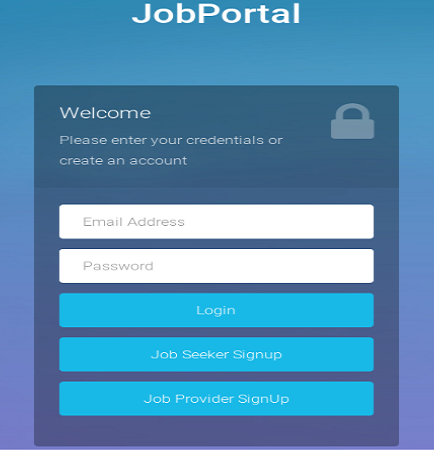 JobPortal
Welcome
Please enter your credentials or
create an account
Email Address
Password
Login
Job Seeker Signup
Job Provider SignUp